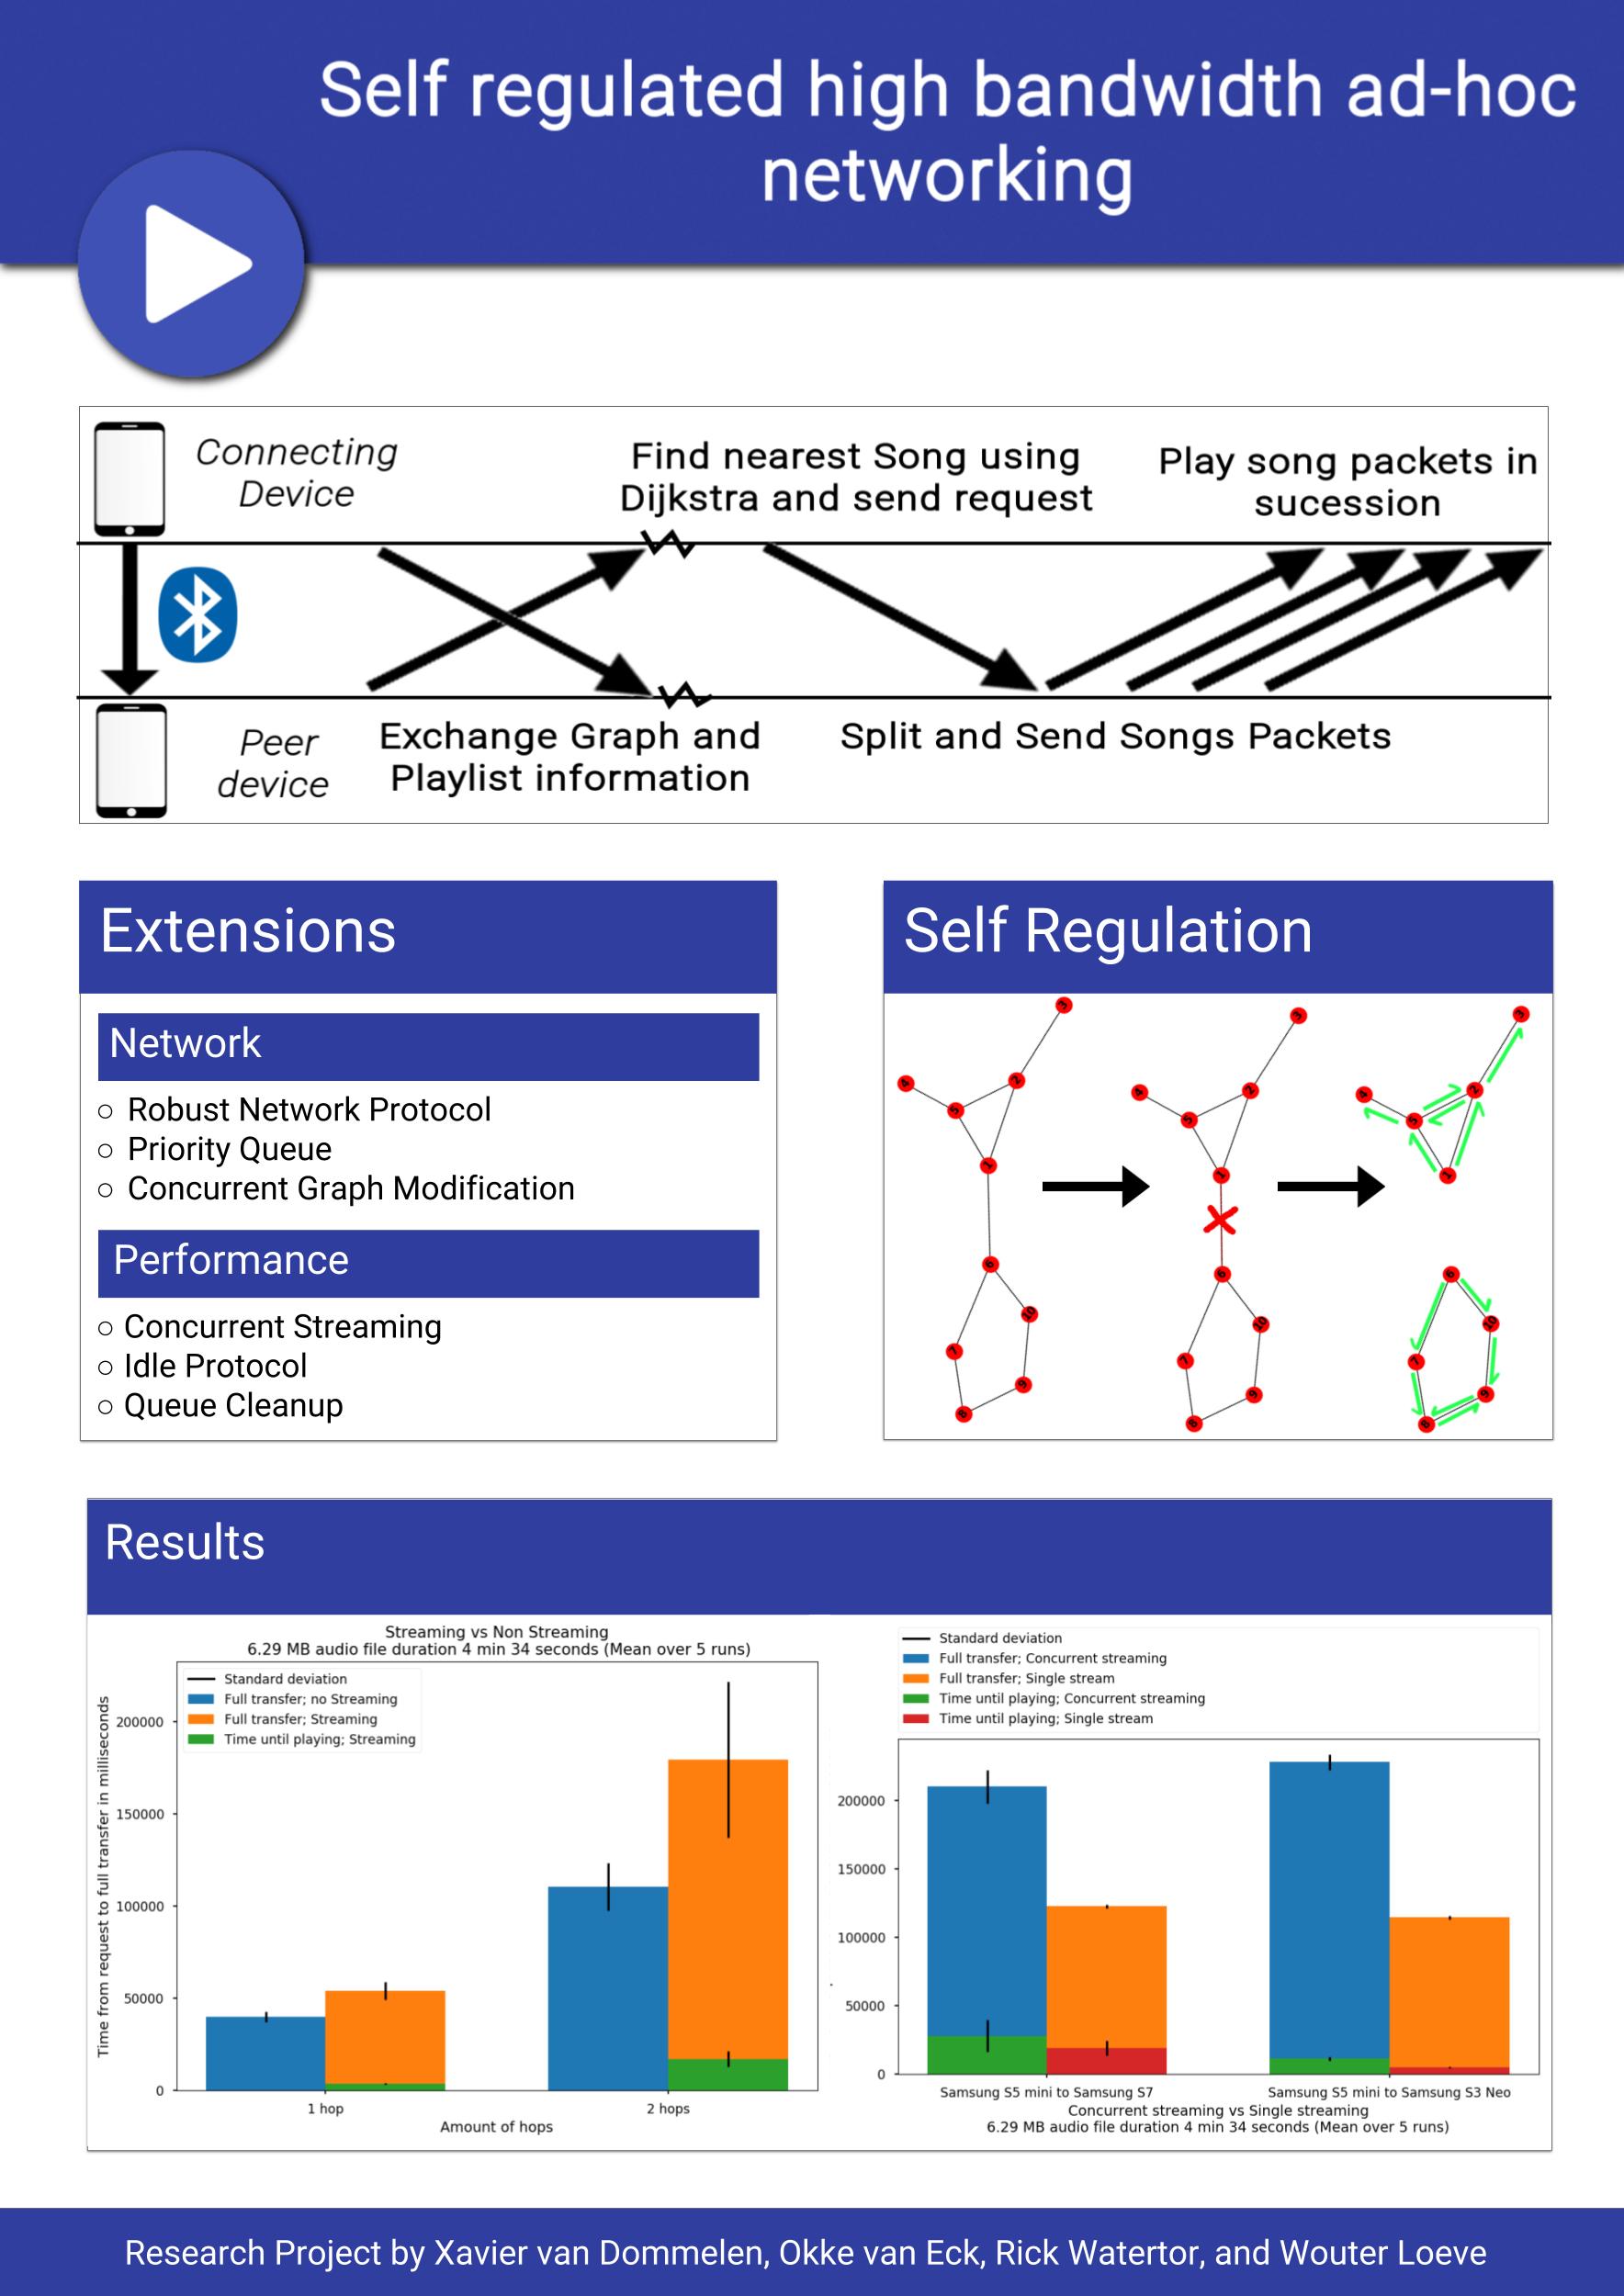 Self regulated high bandwidth ad-hoc
networking
Connecting
Device
Find nearest Song using
Dijkstra and send request
Play song packets in
sucession
Peer
device
Exchange Graph and
Playlist information
Split and Send Songs Packets
Extensions
Network
Robust Network Protocol
Priority Queue
Concurrent Graph Modification
Performance
Concurrent Streaming
Idle Protocol
Queue Cleanup
Self Regulation
Results
Streaming vs Non Streaming
6.29 MB audio file duration 4 min 34 seconds (Mean over 5 runs)
Standard deviation
Full transfer; no Streaming
Full transfer; Streaming
Time until playing; Streaming
Time from request to full transfer in milliseconds
200000
150000
100000
50000
0
1 hop
2 hops
Amount of hops
Standard deviation
Full transfer; Concurrent streaming
Full transfer; Single stream
Time until playing; Concurrent streaming
Time until playing; Single stream
200000
150000
100000
50000
0
Samsung S5 mini to Samsung S7
Samsung S5 mini to Samsung S3 Neo
Concurrent streaming vs Single streaming
6.29 MB audio file duration 4 min 34 seconds (Mean over 5 runs)
Research Project by Xavier van Dommelen, Okke van Eck, Rick Watertor, and Wouter Loeve